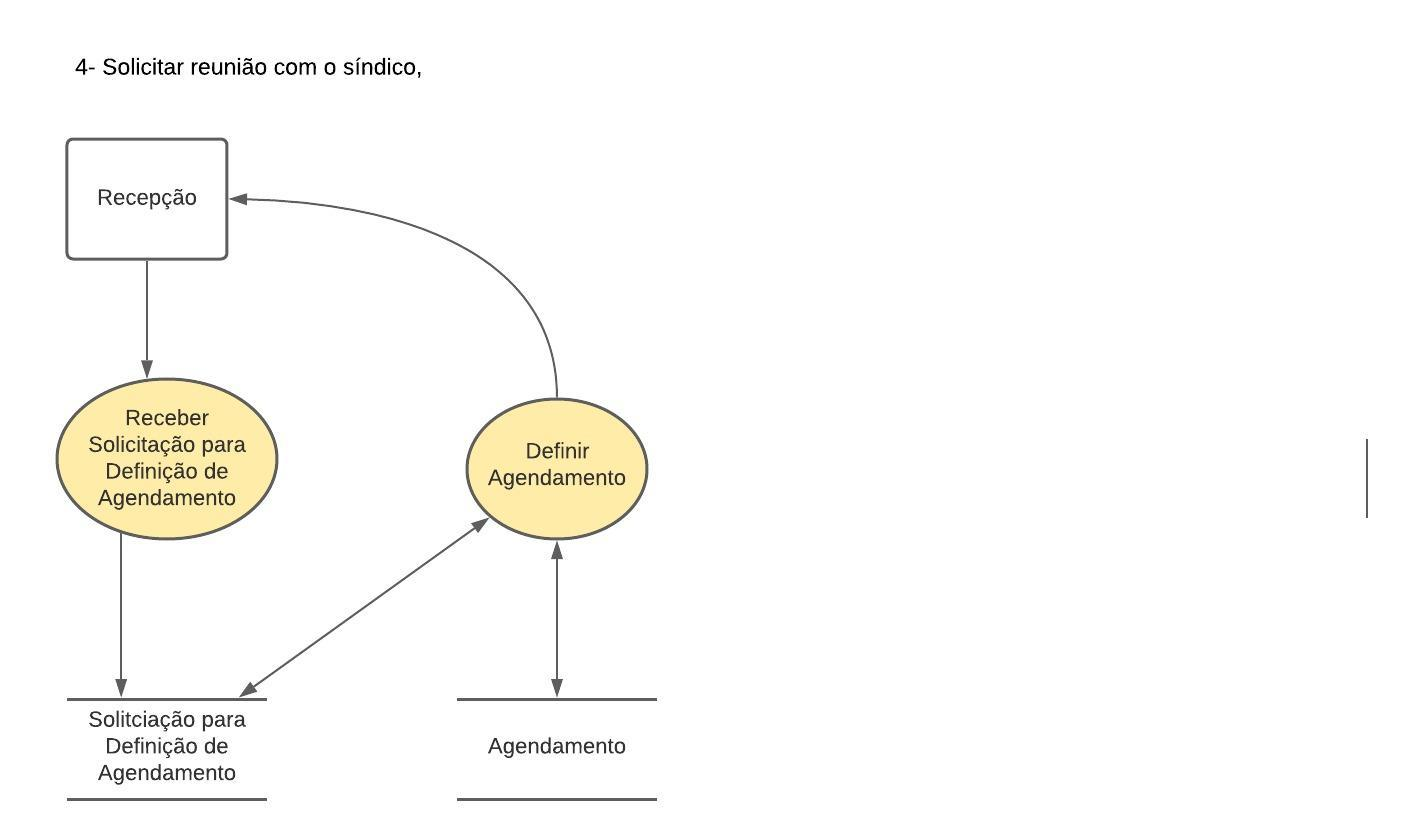 4- Solicitar reunião com o síndico,
Recepção
Receber
Solicitação para
Definição de
Agendamento
Definir
Agendamento
Solitciação para
Definição de
Agendamento
Agendamento